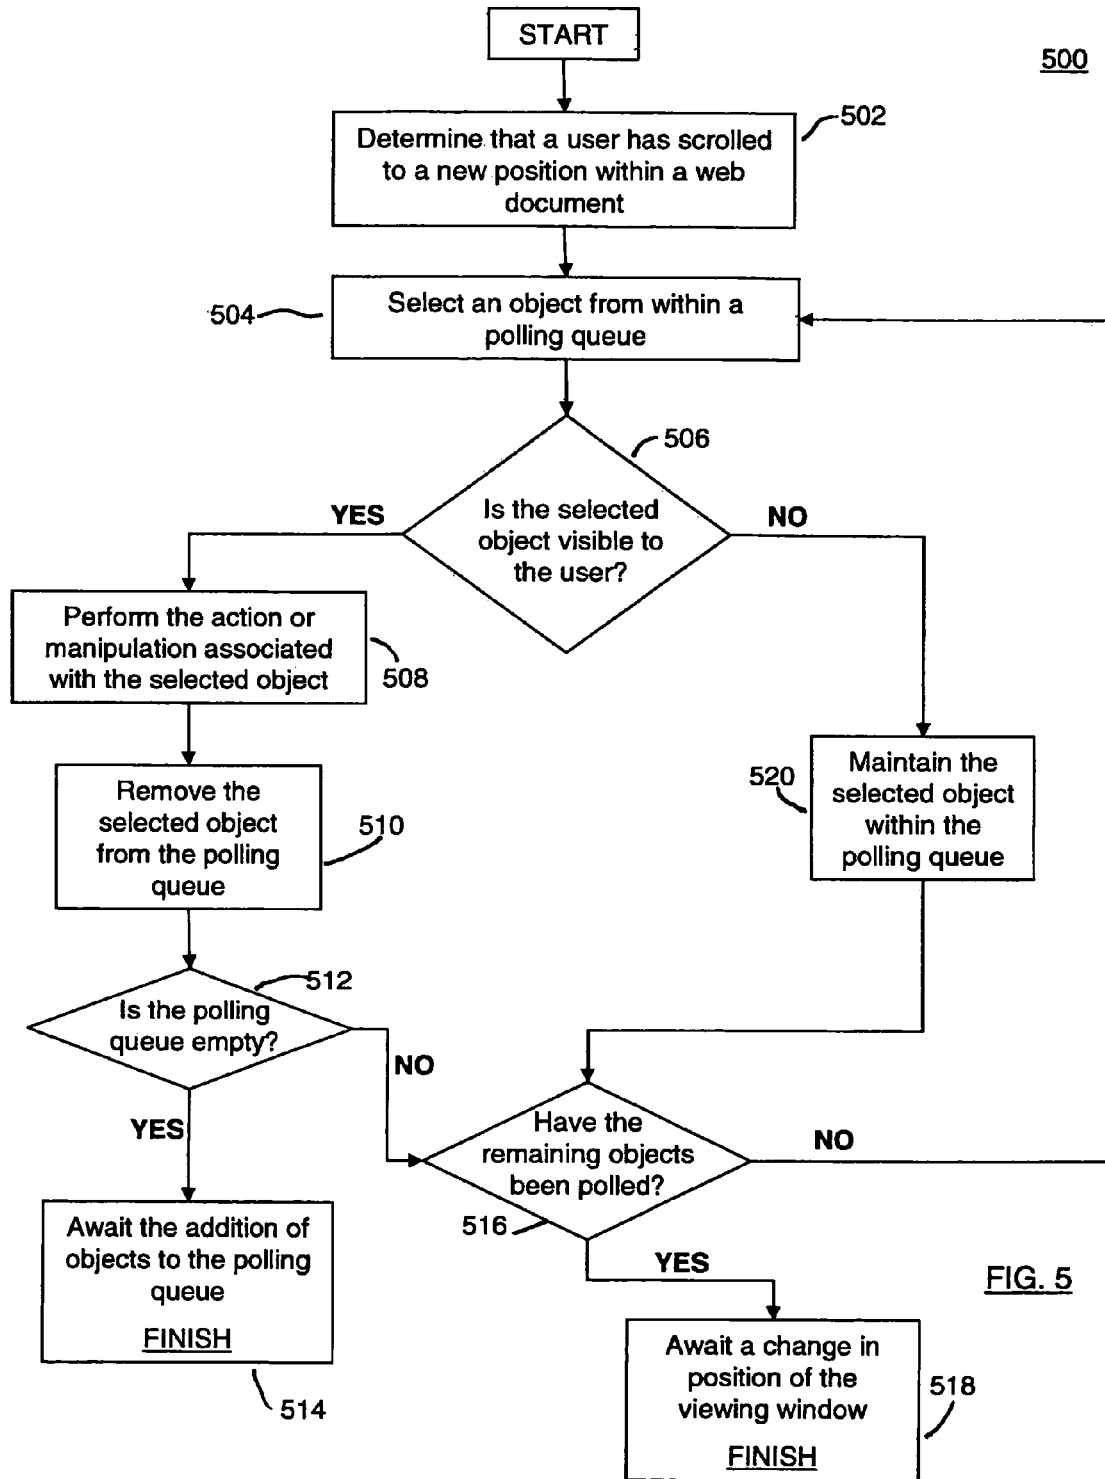 START
500
502
Determine that a user has scrolled
to a new position within a web
document
504
Select an object from within a
polling queue
506
Is the selected
object visible to
the user?
YES
NO
Perform the action or
manipulation associated
with the selected object
508
Remove the
selected object
from the polling
queue
510
520
Maintain the
selected object
within the
polling queue
512
Is the polling
queue empty?
NO
YES
Have the
remaining objects
been polled?
NO
516
YES
Await the addition of
objects to the polling
queue
FINISH
514
FIG. 5
Await a change in
position of the
viewing window
FINISH
518